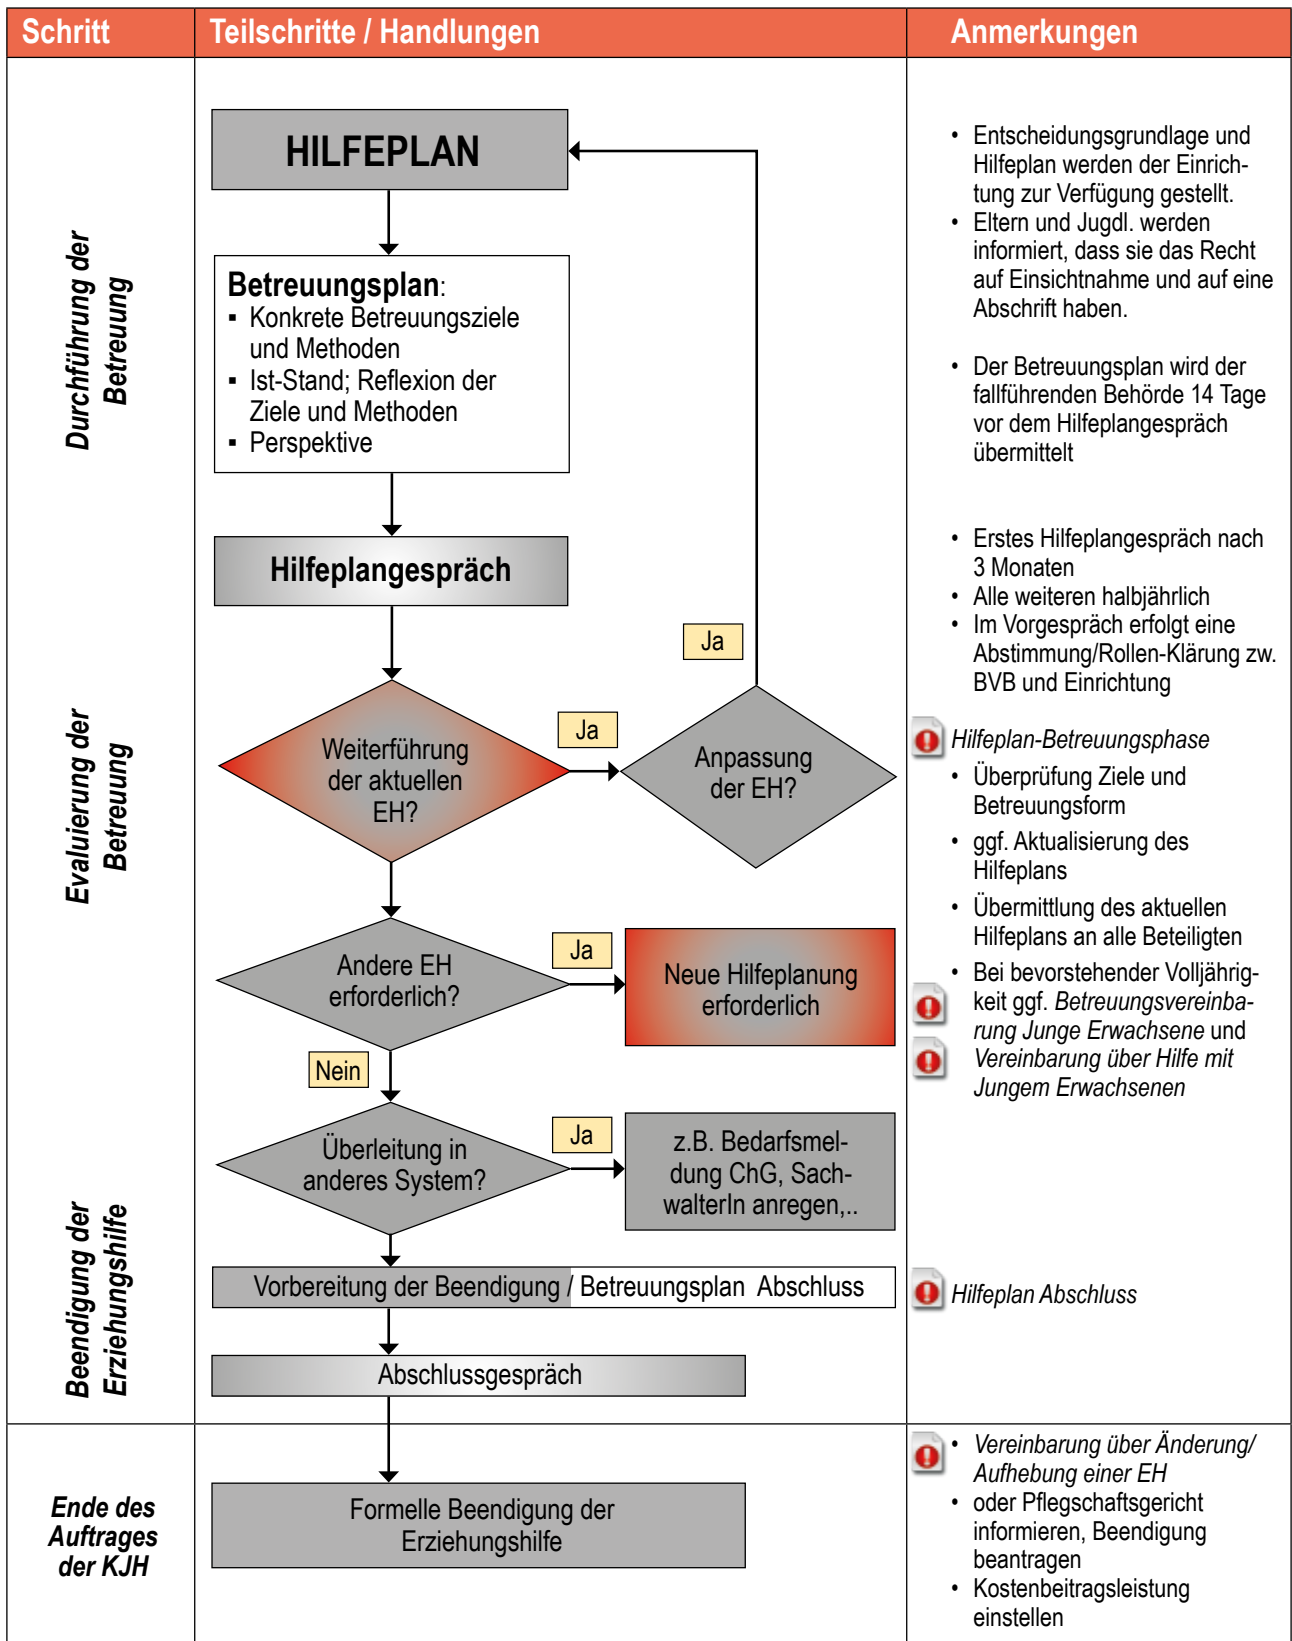 Schritt
Teilschritte / Handlungen
Anmerkungen
Durchführung der
Betreuung
HILFEPLAN
Betreuungsplan:
▪ Konkrete Betreuungsziele
und Methoden
▪ Ist-Stand; Reflexion der
Ziele und Methoden
▪ Perspektive
• Entscheidungsgrundlage und
Hilfeplan werden der Einrich-
tung zur Verfügung gestellt.
• Eltern und Jugdl. werden
informiert, dass sie das Recht
auf Einsichtnahme und auf eine
Abschrift haben.
• Der Betreuungsplan wird der
fallführenden Behörde 14 Tage
vor dem Hilfeplangespräch
übermittelt
Evaluierung der
Betreuung
Hilfeplangespräch
Weiterführung
der aktuellen
EH?
Ja
Anpassung
der EH?
Ja
Andere EH
erforderlich?
Ja
Neue Hilfeplanung
erforderlich
Nein
• Erstes Hilfeplangespräch nach
3 Monaten
• Alle weiteren halbjährlich
• Im Vorgespräch erfolgt eine
Abstimmung/Rollen-Klärung zw.
BVB und Einrichtung
Hilfeplan-Betreuungsphase
• Überprüfung Ziele und
Betreuungsform
• ggf. Aktualisierung des
Hilfeplans
• Übermittlung des aktuellen
Hilfeplans an alle Beteiligten
• Bei bevorstehender Volljährig-
keit ggf. Betreuungsvereinba-
rung Junge Erwachsene und
Vereinbarung über Hilfe mit
Jungem Erwachsenen
Beendigung der
Erziehungshilfe
Überleitung in
anderes System?
Ja
z.B. Bedarfsmel-
dung ChG, Sach-
walterIn anregen,..
Vorbereitung der Beendigung / Betreuungsplan Abschluss
Abschlussgespräch
Hilfeplan Abschluss
Ende des
Auftrages
der KJH
Formelle Beendigung der
Erziehungshilfe
• Vereinbarung über Änderung/
Aufhebung einer EH
• oder Pflegschaftsgericht
informieren, Beendigung
beantragen
• Kostenbeitragsleistung
einstellen